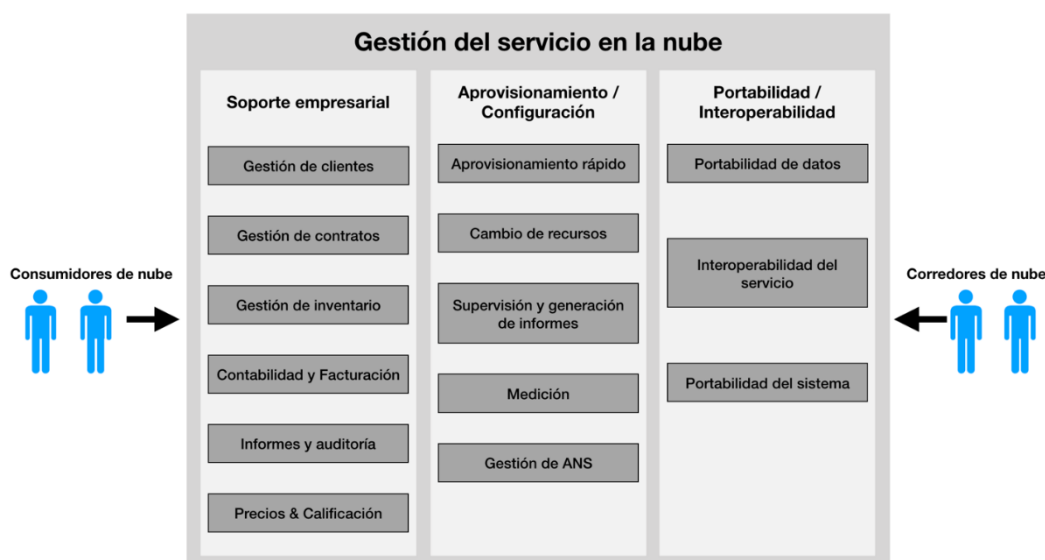 Gestión del servicio en la nube
Soporte empresarial
Gestión de clientes
Gestión de contratos
Gestión de inventario
Contabilidad y Facturación
Informes y auditoría
Precios & Calificación
Aprovisionamiento /
Configuración
Aprovisionamiento rápido
Cambio de recursos
Supervisión y generación
de informes
Medición
Gestión de ANS
Portabilidad /
Interoperabilidad
Portabilidad de datos
Interoperabilidad del
servicio
Portabilidad del sistema
Consumidores de nube
Corredores de nube